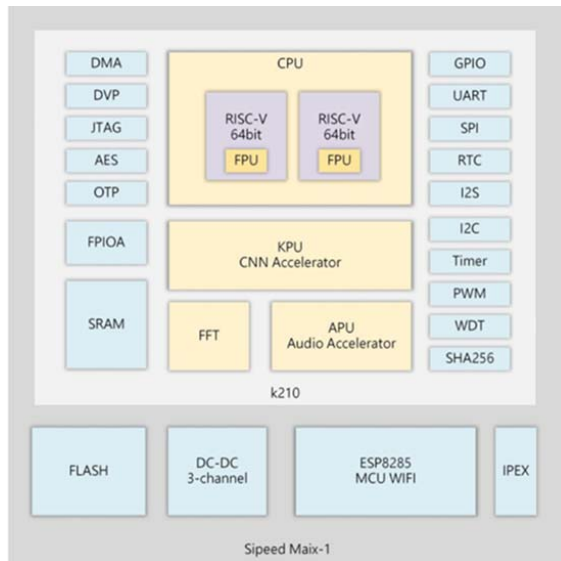 DMA
DVP
JTAG
AES
OTP
FPIOA
SRAM
CPU
RISC-V
64bit
FPU
RISC-V
64bit
FPU
KPU
CNN Accelerator
FFT
APU
Audio Accelerator
GPIO
UART
SPI
RTC
I2S
I2C
Timer
PWM
WDT
SHA256
k210
FLASH
DC-DC
3-channel
ESP8285
MCU WIFI
IPEX
Sipeed Maix-1